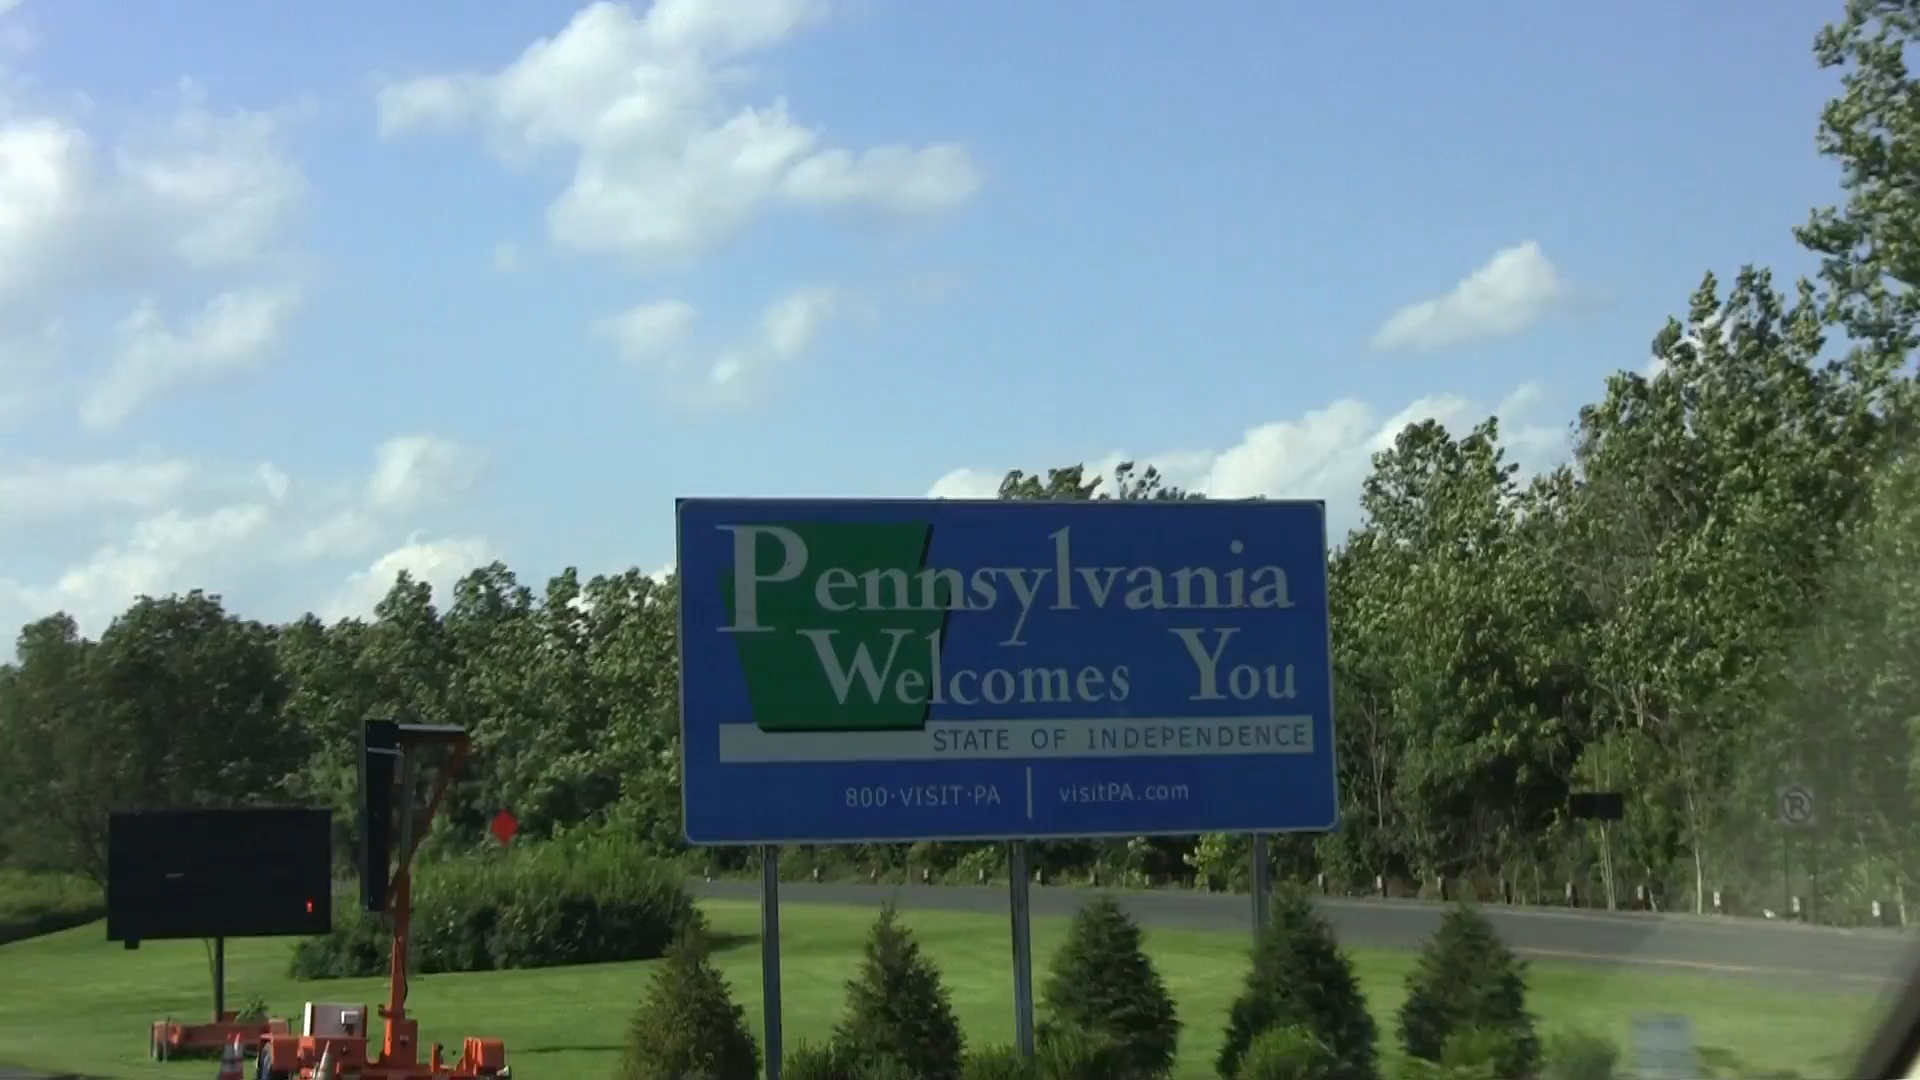 Pennsylvania
Welcomes You
STATE OF INDEPENDENCE
800·VISIT·PA | visitPA.com